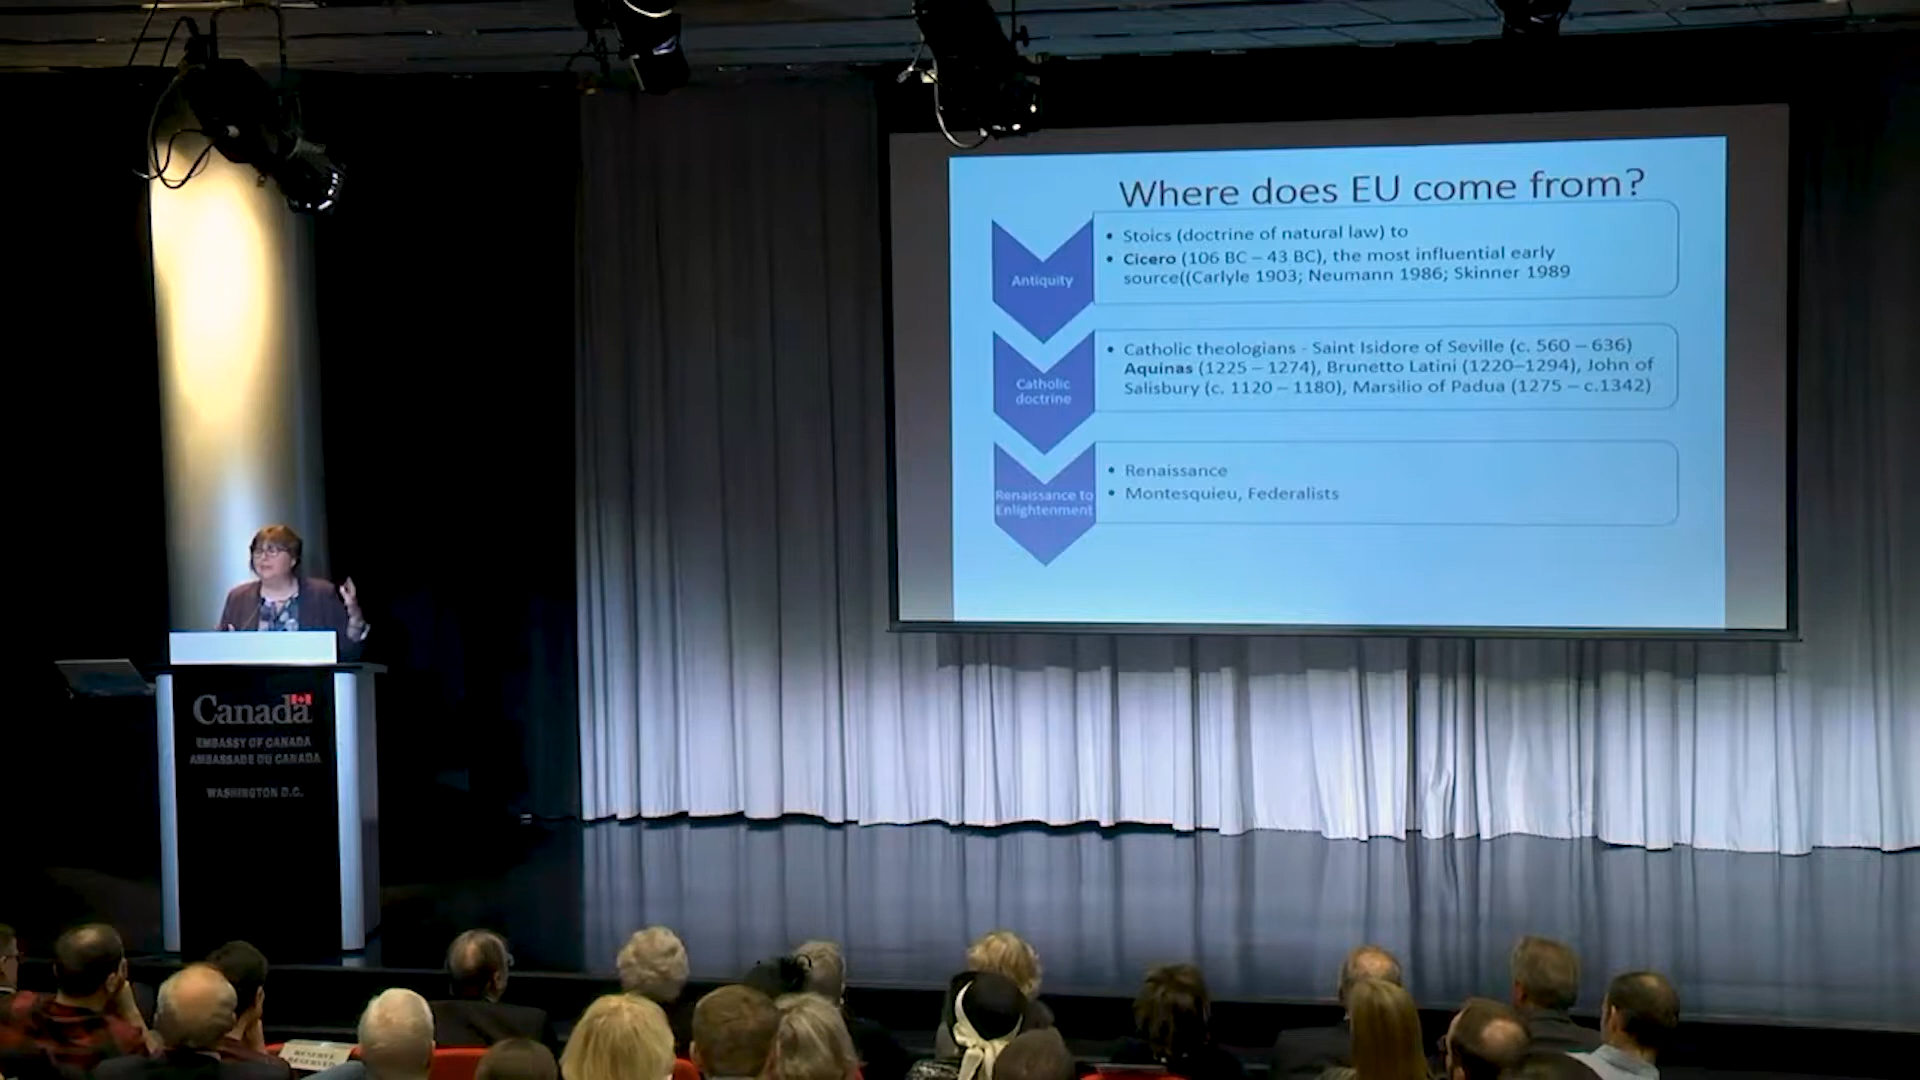 Where does EU come from?
Antiquity
• Stoics (doctrine of natural law) to
• Cicero (106 BC – 43 BC), the most influential early
source((Carlyle 1903; Neumann 1986; Skinner 1989
Catholic
doctrine
• Catholic theologians - Saint Isidore of Seville (c. 560 – 636)
Aquinas (1225 – 1274), Brunetto Latini (1220–1294), John of
Salisbury (c. 1120 – 1180), Marsilio of Padua (1275 – c.1342)
Renaissance to
Enlightenment
• Renaissance
• Montesquieu, Federalists
Canada
EMBASSY OF CANADA
AMBASSADE DU CANADA
WASHINGTON D.C.
RESERVÉ
RESERVED